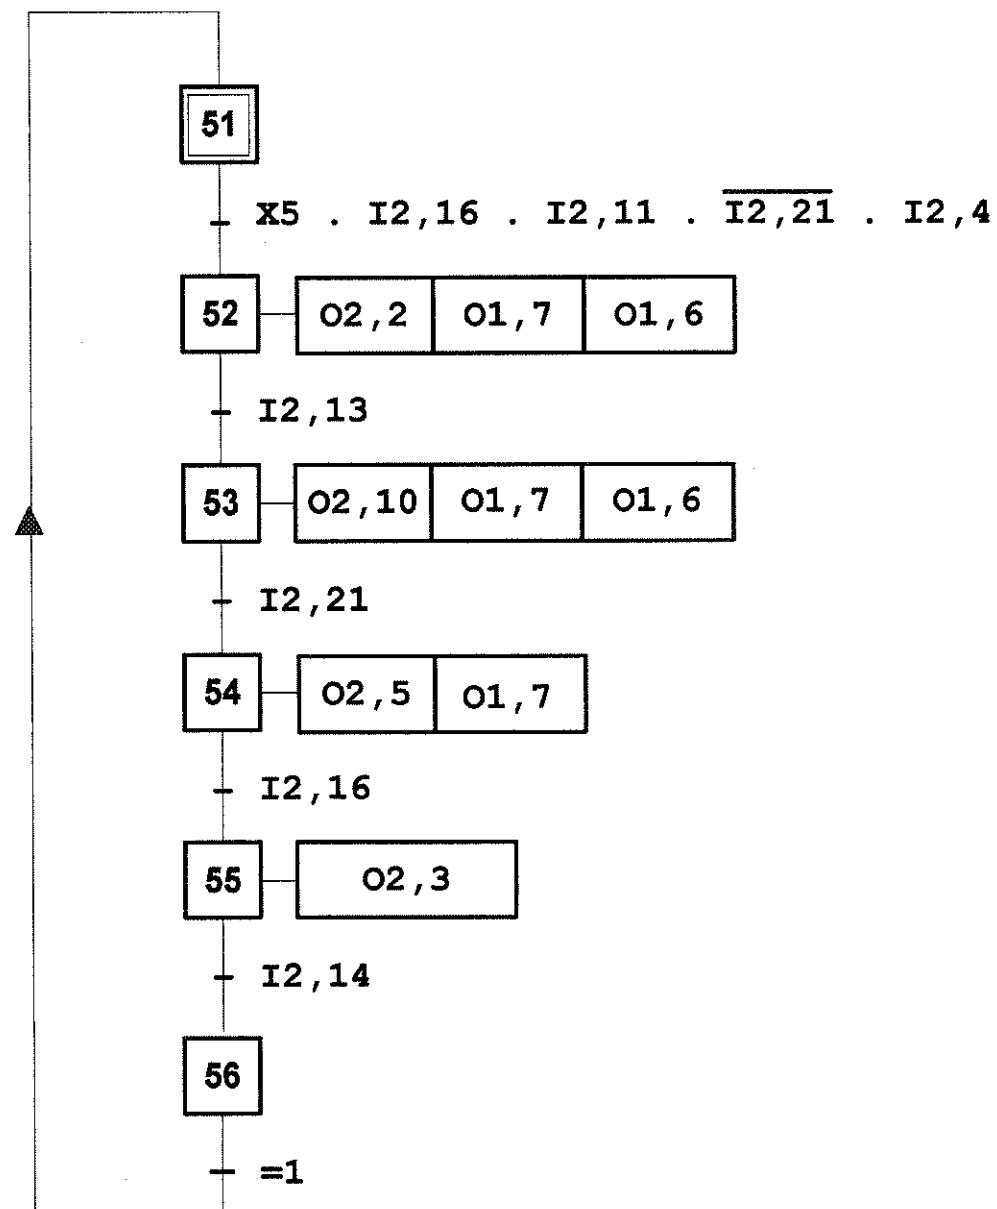 51
X5 . I2,16 . I2,11 . I2,21 . I2,4
52 O2,2 O1,7 O1,6
I2,13
53 O2,10 O1,7 O1,6
I2,21
54 O2,5 O1,7
I2,16
55 O2,3
I2,14
56
=1